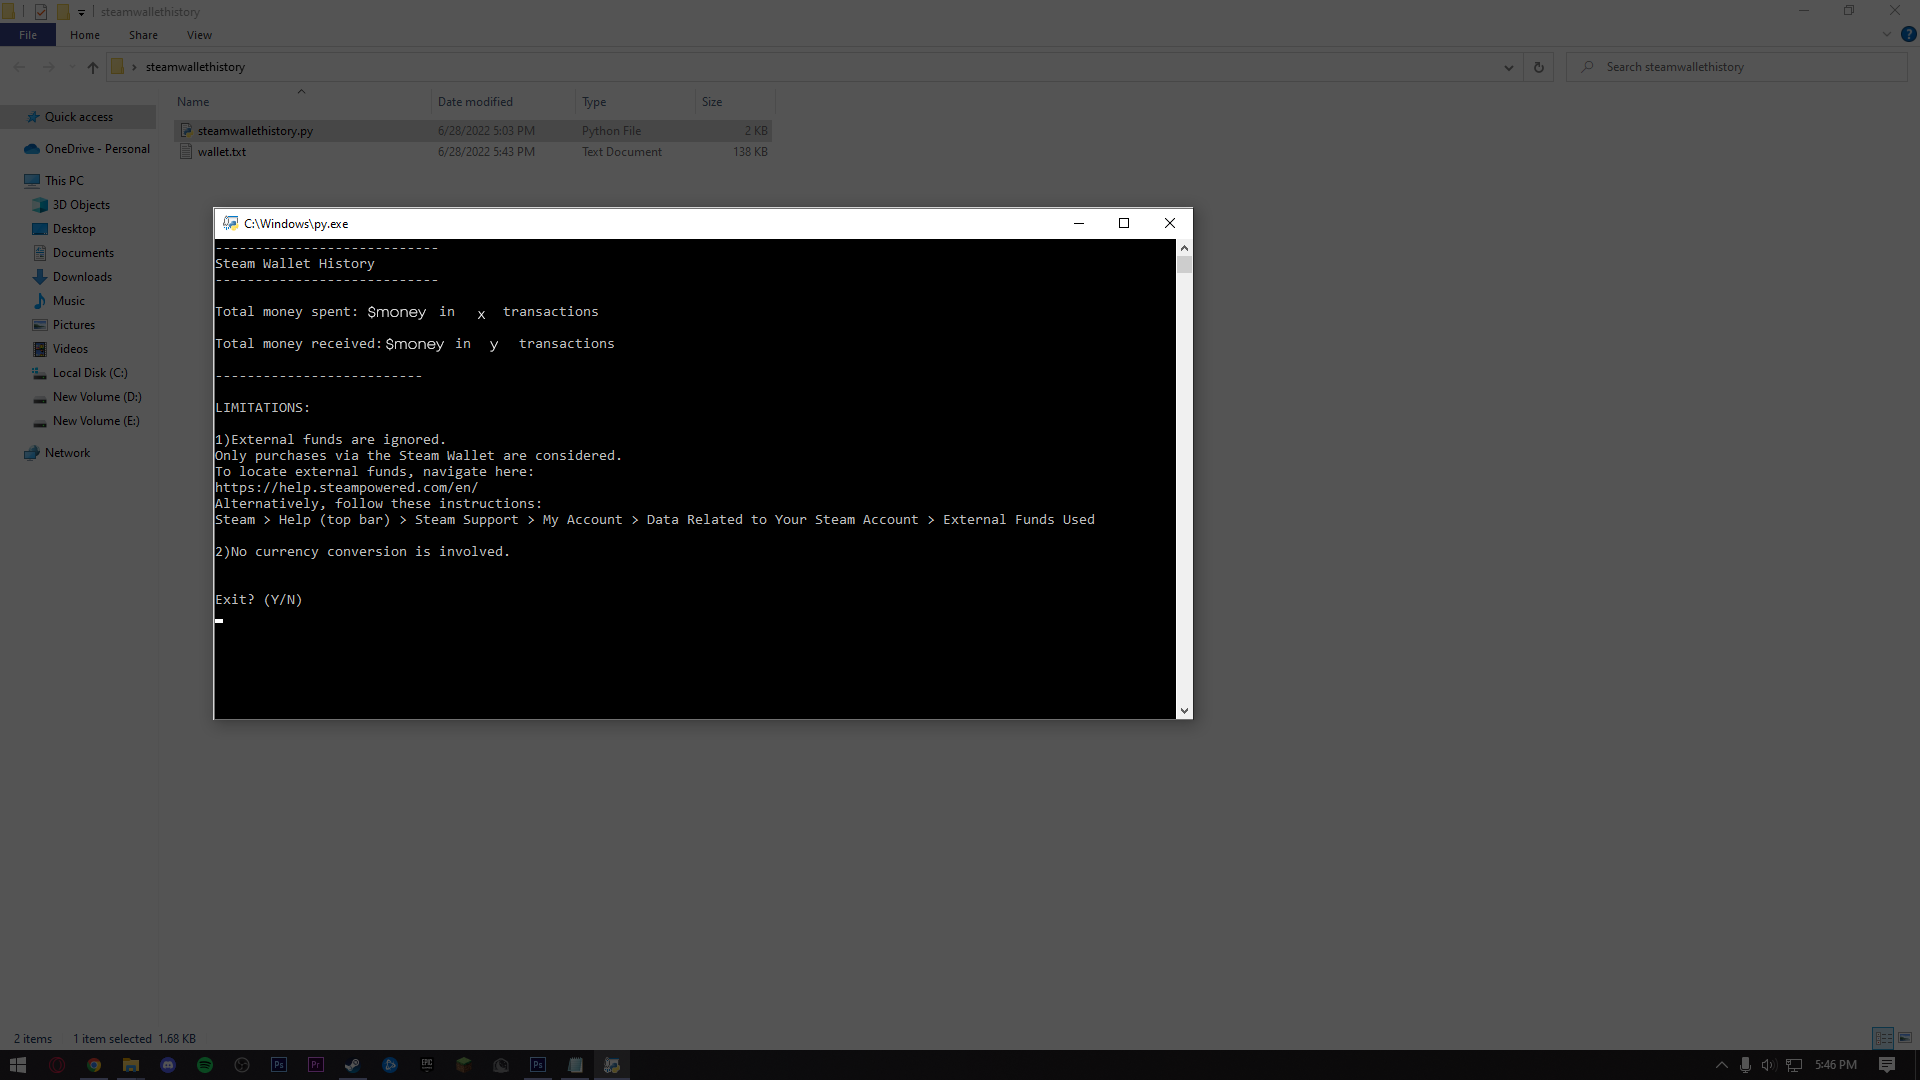 steamwallethistory
File Home Share View
steamwallethistory
Search steamwallethistory
Name Date modified Type Size
steamwallethistory.py 6/28/2022 5:03 PM Python File 2 KB
wallet.txt 6/28/2022 5:43 PM Text Document 138 KB
Quick access
OneDrive - Personal
This PC
3D Objects
Desktop
Documents
Downloads
Music
Pictures
Videos
Local Disk (C:)
New Volume (D:)
New Volume (E:)
Network
C:\Windows\py.exe
----------------------------
Steam Wallet History
----------------------------
Total money spent: $money in x transactions
Total money received: $money in y transactions
--------------------------
LIMITATIONS:
1)External funds are ignored.
Only purchases via the Steam Wallet are considered.
To locate external funds, navigate here:
https://help.steampowered.com/en/
Alternatively, follow these instructions:
Steam > Help (top bar) > Steam Support > My Account > Data Related to Your Steam Account > External Funds Used
2)No currency conversion is involved.
Exit? (Y/N)
2 items 1 item selected 1.68 KB
Ps Pr EPIC Ps
5:46 PM